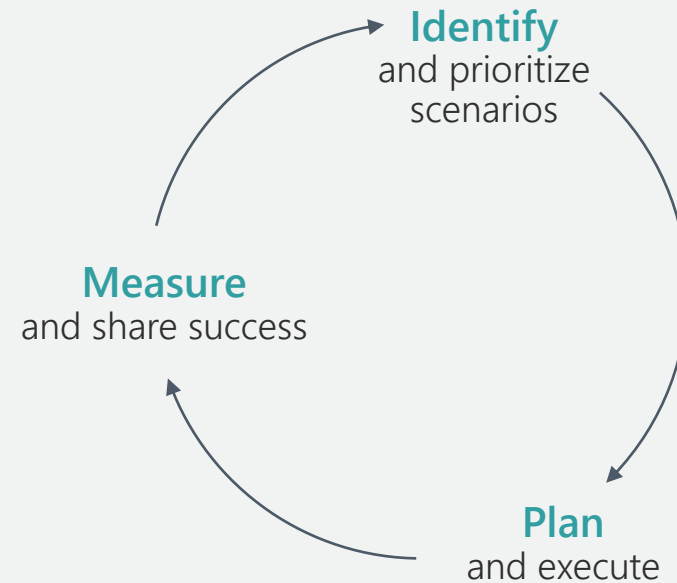 Identify
and prioritize
scenarios
Measure
and share success
Plan
and execute